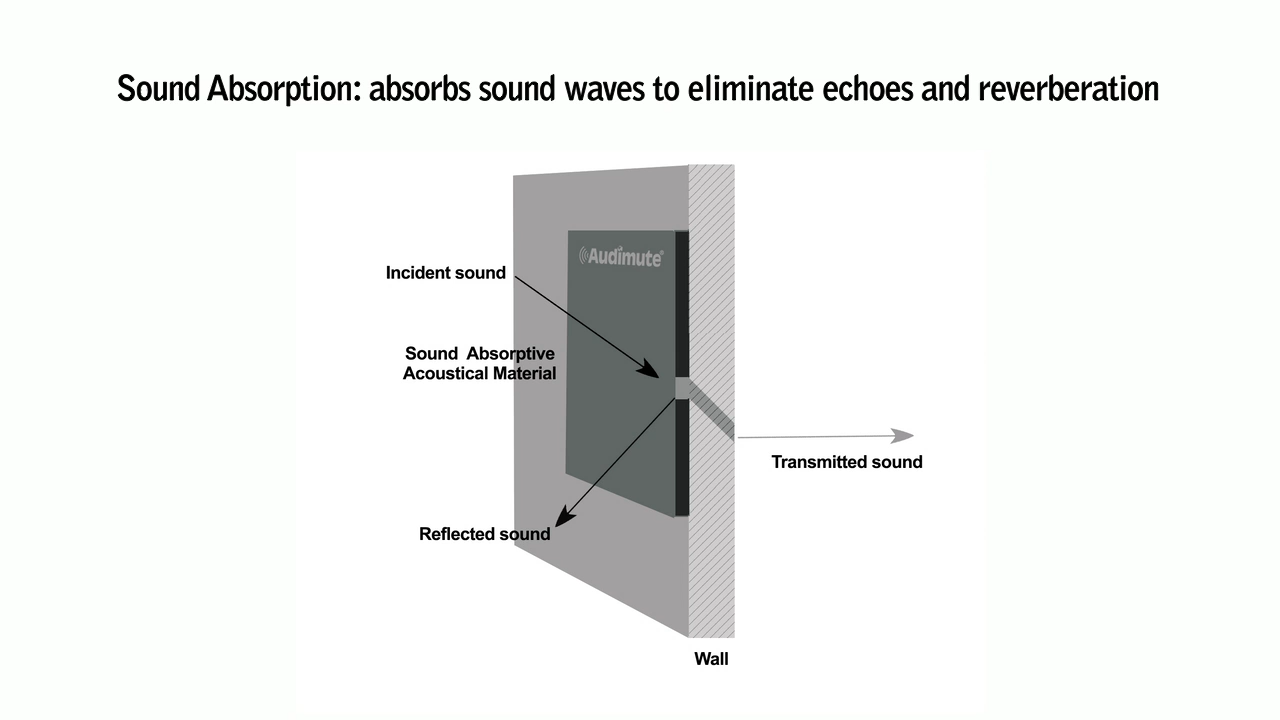 Sound Absorption: absorbs sound waves to eliminate echoes and reverberation
Audimute®
Incident sound
Sound Absorptive
Acoustical Material
Transmitted sound
Reflected sound
Wall